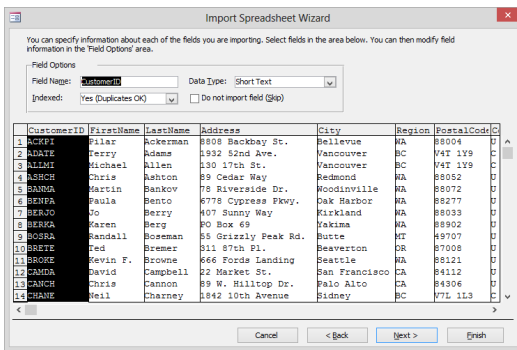 Import Spreadsheet Wizard
You can specify information about each of the fields you are importing. Select fields in the area below. You can then modify field
information in the 'Field Options' area.
Field Options
Field Name: CustomerID Data Type: Short Text
Indexed: Yes (Duplicates OK) Do not import field (Skip)
CustomerID FirstName LastName Address City Region PostalCode Co
1 ACKPI Pilar Ackerman 8808 Backbay St. Bellevue WA 88004 U
2 ADATE Terry Adams 1932 52nd Ave. Vancouver BC V4T 1Y9 C
3 ALLMI Michael Allen 130 17th St. Vancouver BC V4T 1Y9 C
4 ASHCH Chris Ashton 89 Cedar Way Redmond WA 88052 U
5 BANMA Martin Bankov 78 Riverside Dr. Woodinville WA 88072 U
6 BENPA Paula Bento 6778 Cypress Pkwy. Oak Harbor WA 88277 U
7 BERJO Jo Berry 407 Sunny Way Kirkland WA 88033 U
8 BERKA Karen Berg PO Box 69 Yakima WA 88902 U
9 BOSRA Randall Boseman 55 Grizzly Peak Rd. Butte MT 49707 U
10 BRETE Ted Bremer 311 87th Pl. Beaverton OR 87008 U
11 BROKE Kevin F. Browne 666 Fords Landing Seattle WA 88121 U
12 CAMDA David Campbell 22 Market St. San Francisco CA 84112 U
13 CANCH Chris Cannon 89 W. Hilltop Dr. Palo Alto CA 84306 U
14 CHANE Neil Charney 1842 10th Avenue Sidney BC V7L 1L3 C
Cancel < Back Next > Finish